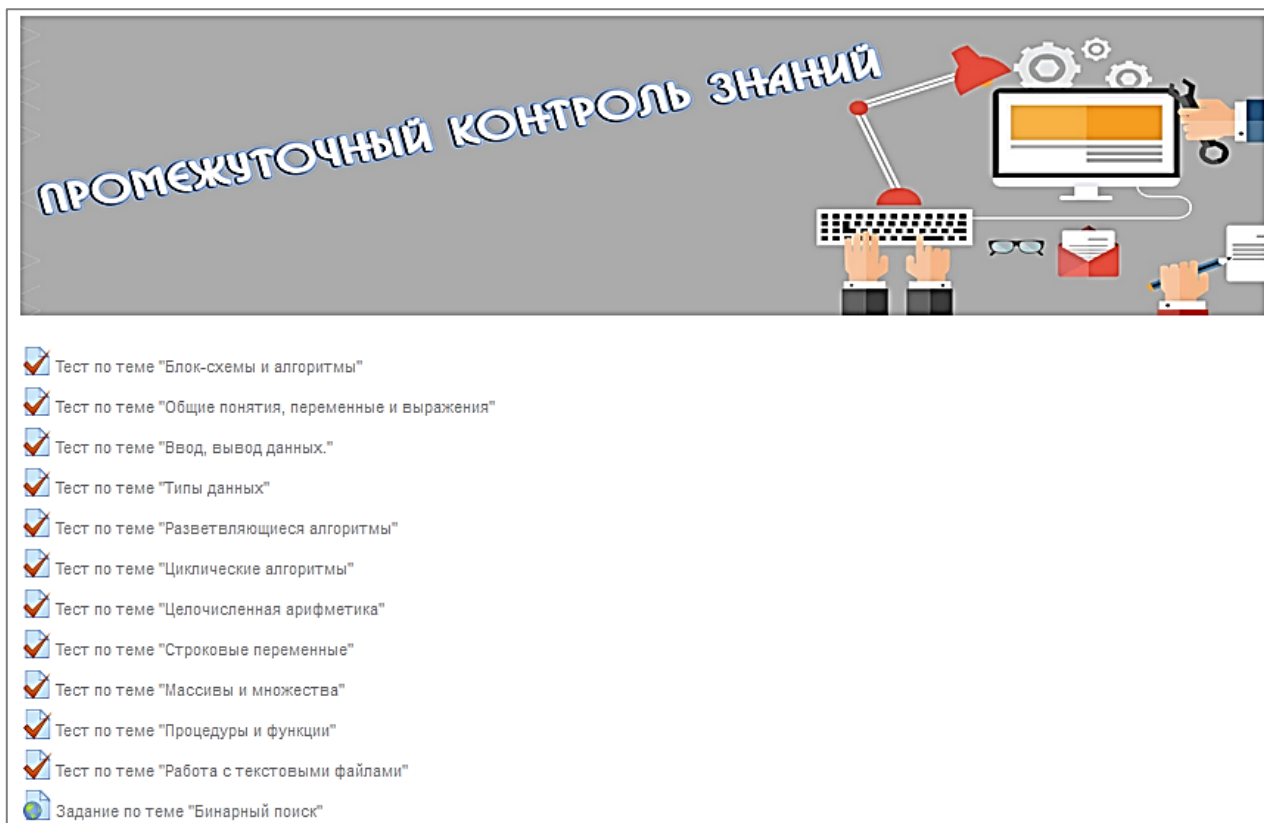 ПРОМЕЖУТОЧНЫЙ КОНТРОЛЬ ЗНАНИЙ
Тест по теме "Блок-схемы и алгоритмы"
Тест по теме "Общие понятия, переменные и выражения"
Тест по теме "Ввод, вывод данных."
Тест по теме "Типы данных"
Тест по теме "Разветвляющиеся алгоритмы"
Тест по теме "Циклические алгоритмы"
Тест по теме "Целочисленная арифметика"
Тест по теме "Строковые переменные"
Тест по теме "Массивы и множества"
Тест по теме "Процедуры и функции"
Тест по теме "Работа с текстовыми файлами"
Задание по теме "Бинарный поиск"